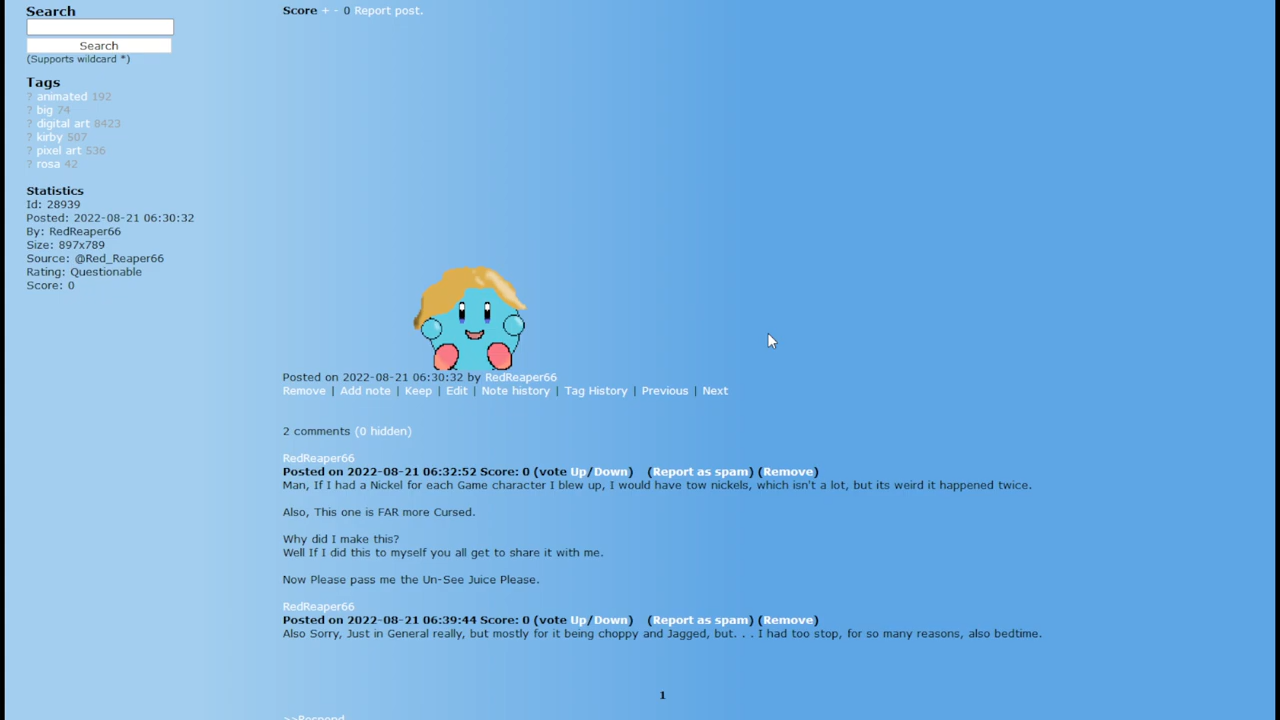 Search
Search
(Supports wildcard *)
Tags
? animated 192
? big 74
? digital art 8423
? kirby 507
? pixel art 536
? rosa 42
Statistics
Id: 28939
Posted: 2022-08-21 06:30:32
By: RedReaper66
Size: 897x789
Source: @Red_Reaper66
Rating: Questionable
Score: 0
Score + - 0 Report post.
Posted on 2022-08-21 06:30:32 by RedReaper66
Remove | Add note | Keep | Edit | Note history | Tag History | Previous | Next
2 comments (0 hidden)
RedReaper66
Posted on 2022-08-21 06:32:52 Score: 0 (vote Up/Down) (Report as spam) (Remove)
Man, If I had a Nickel for each Game character I blew up, I would have tow nickels, which isn't a lot, but its weird it happened twice.
Also, This one is FAR more Cursed.
Why did I make this?
Well If I did this to myself you all get to share it with me.
Now Please pass me the Un-See Juice Please.
RedReaper66
Posted on 2022-08-21 06:39:44 Score: 0 (vote Up/Down) (Report as spam) (Remove)
Also Sorry, Just in General really, but mostly for it being choppy and Jagged, but. . . I had too stop, for so many reasons, also bedtime.
1
>>Respond